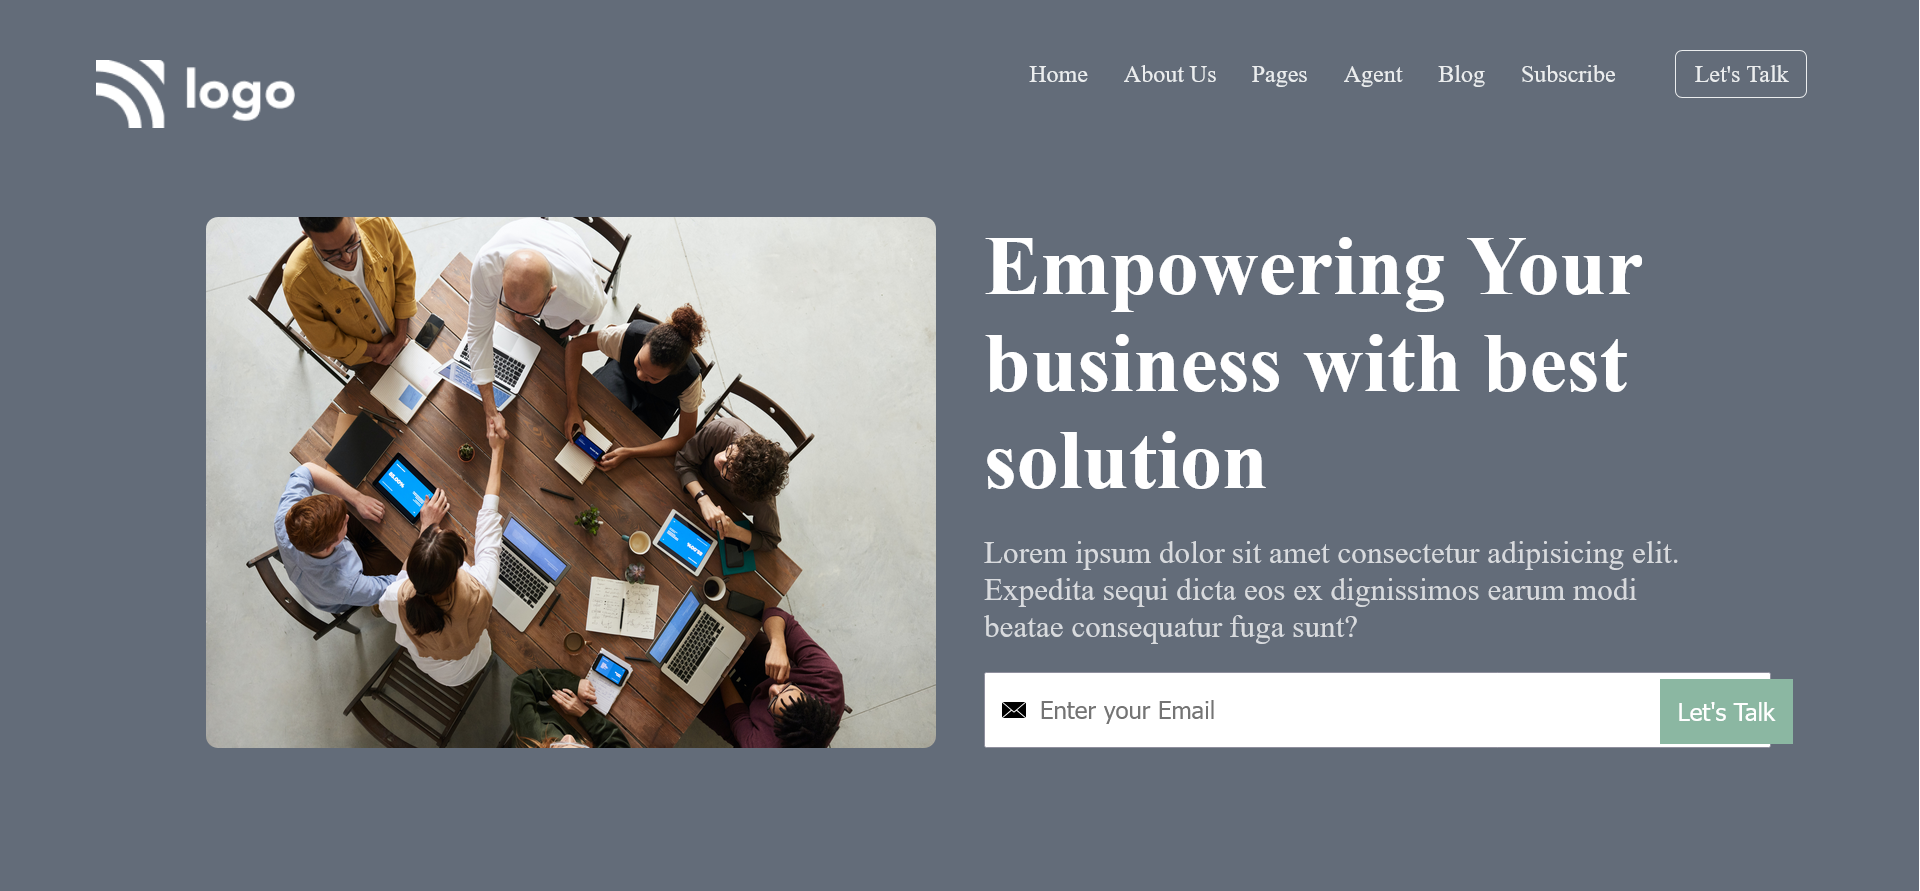 logo
Home About Us Pages Agent Blog Subscribe Let's Talk
Empowering Your
business with best
solution
Lorem ipsum dolor sit amet consectetur adipisicing elit.
Expedita sequi dicta eos ex dignissimos earum modi
beatae consequatur fuga sunt?
Enter your Email Let's Talk